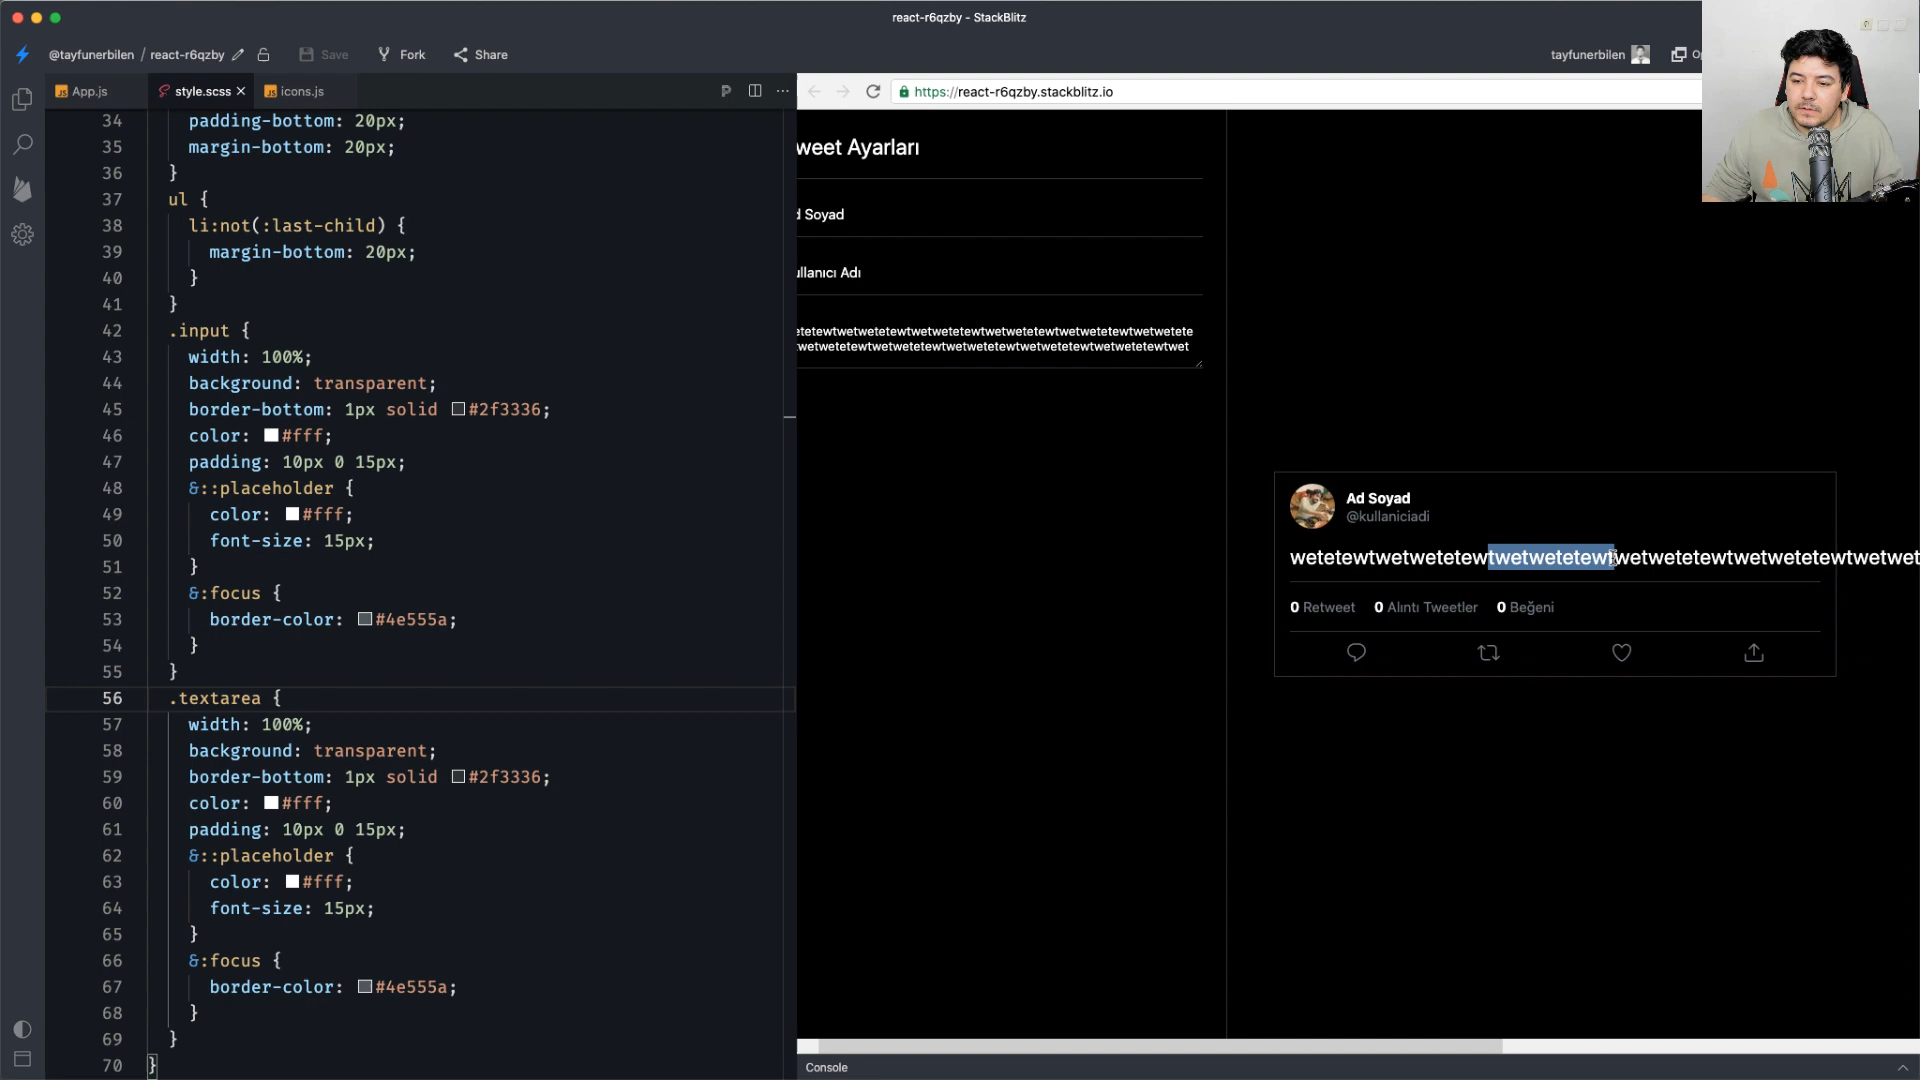 react-r6qzby - StackBlitz
@tayfunerbilen / react-r6qzby
Save
Fork
Share
tayfunerbilen
App.js
style.scss
icons.js
https://react-r6qzby.stackblitz.io
34 padding-bottom: 20px;
35 margin-bottom: 20px;
36 }
37 ul {
38 li:not(:last-child) {
39 margin-bottom: 20px;
40 }
41 }
42 .input {
43 width: 100%;
44 background: transparent;
45 border-bottom: 1px solid #2f3336;
46 color: #fff;
47 padding: 10px 0 15px;
48 &::placeholder {
49 color: #fff;
50 font-size: 15px;
51 }
52 &:focus {
53 border-color: #4e555a;
54 }
55 }
56 .textarea {
57 width: 100%;
58 background: transparent;
59 border-bottom: 1px solid #2f3336;
60 color: #fff;
61 padding: 10px 0 15px;
62 &::placeholder {
63 color: #fff;
64 font-size: 15px;
65 }
66 &:focus {
67 border-color: #4e555a;
68 }
69 }
70 }
weet Ayarları
d Soyad
ullanıcı Adı
etetewtwetwetetewtwetwetetewtwetwetetewtwetwetetewtwetwetete
wetwetetewtwetwetetewtwetwetetewtwetwetetewtwetwetetewtwet
Ad Soyad
@kullaniciadi
wetetewtwetwetetewtwetwetetewtwetwetetewtwetwetetewtwetwet
0 Retweet 0 Alıntı Tweetler 0 Beğeni
Console